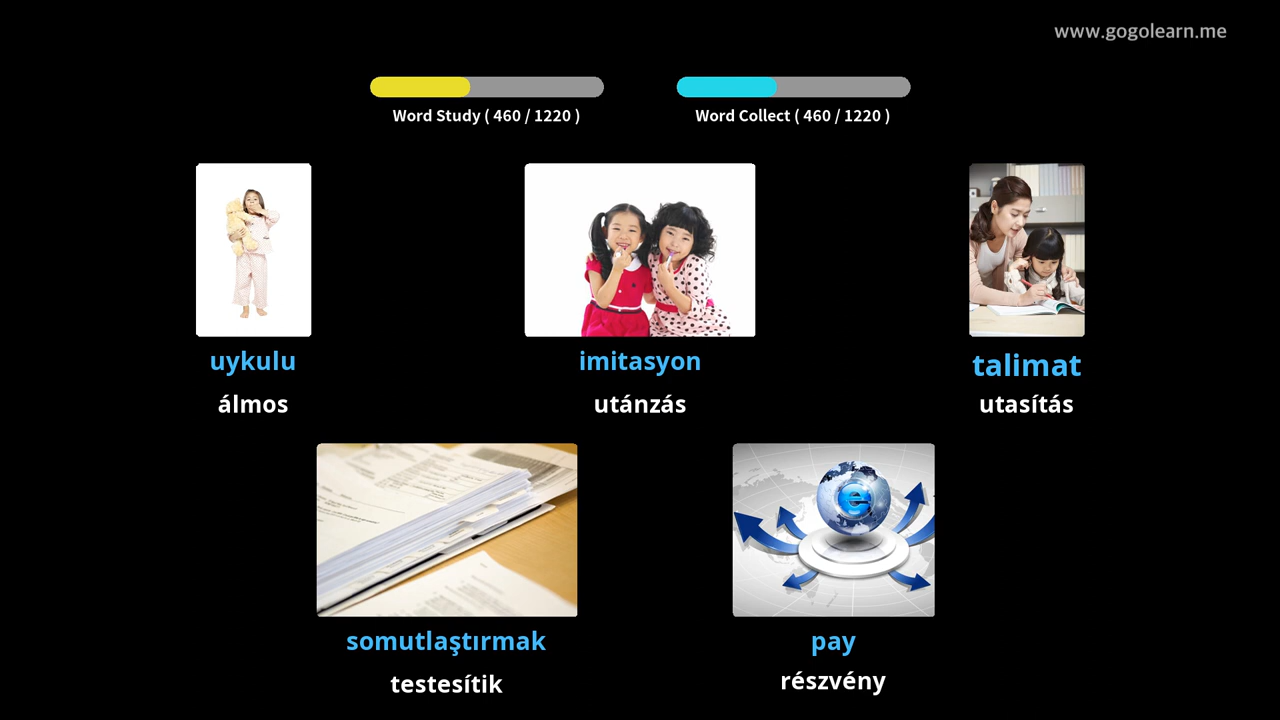 www.gogolearn.me
Word Study ( 460 / 1220 )
Word Collect ( 460 / 1220 )
uykulu
álmos
imitasyon
utánzás
talimat
utasítás
somutlaştırmak
testesítik
pay
részvény
e